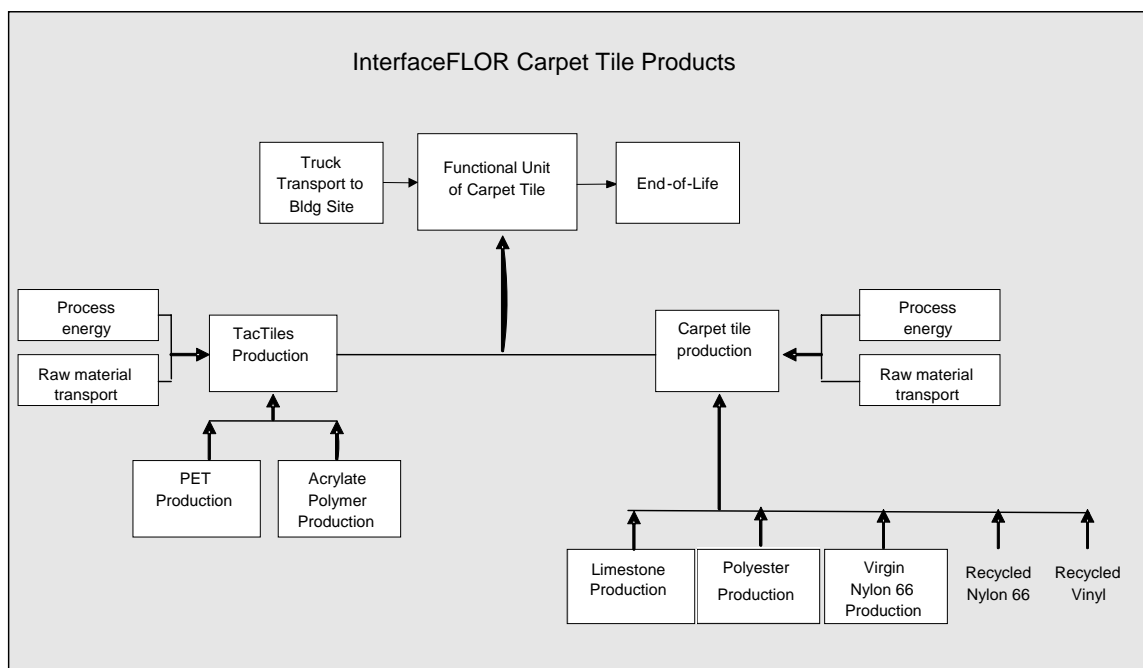 InterfaceFLOR Carpet Tile Products
Truck
Transport to
Bldg Site
Functional Unit
of Carpet Tile
End-of-Life
Process
energy
Raw material
transport
TacTiles
Production
Carpet tile
production
Process
energy
Raw material
transport
PET
Production
Acrylate
Polymer
Production
Limestone
Production
Polyester
Production
Virgin
Nylon 66
Production
Recycled
Nylon 66
Recycled
Vinyl